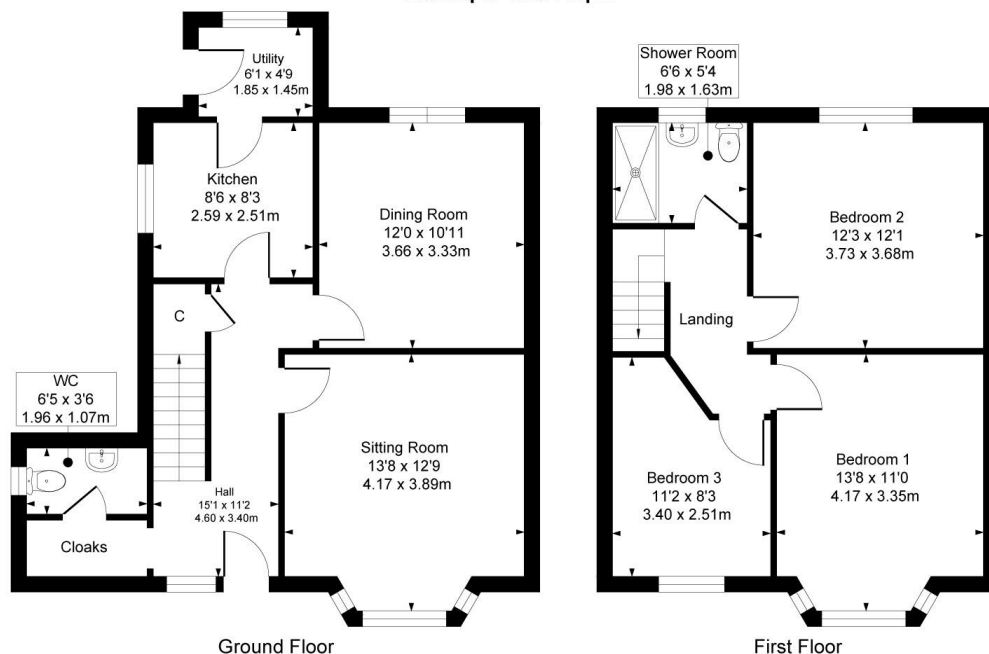 Utility
6'1 x 4'9
1.85 x 1.45m
Kitchen
8'6 x 8'3
2.59 x 2.51m
Dining Room
12'0 x 10'11
3.66 x 3.33m
C
WC
6'5 x 3'6
1.96 x 1.07m
Sitting Room
13'8 x 12'9
4.17 x 3.89m
Hall
15'1 x 11'2
4.60 x 3.40m
Cloaks
Ground Floor
Shower Room
6'6 x 5'4
1.98 x 1.63m
Bedroom 2
12'3 x 12'1
3.73 x 3.68m
Landing
Bedroom 3
11'2 x 8'3
3.40 x 2.51m
Bedroom 1
13'8 x 11'0
4.17 x 3.35m
First Floor